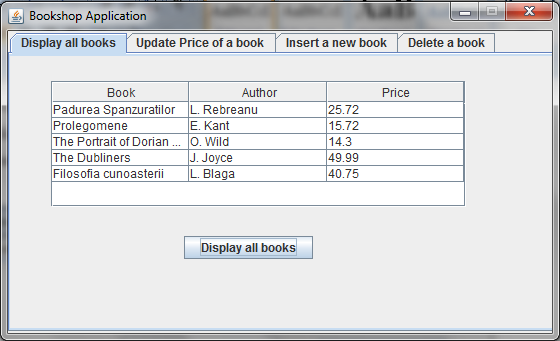 Bookshop Application
Display all books Update Price of a book Insert a new book Delete a book
Book Author Price
Padurea Spanzuratilor L. Rebreanu 25.72
Prolegomene E. Kant 15.72
The Portrait of Dorian ... O. Wild 14.3
The Dubliners J. Joyce 49.99
Filosofia cunoasterii L. Blaga 40.75
Display all books